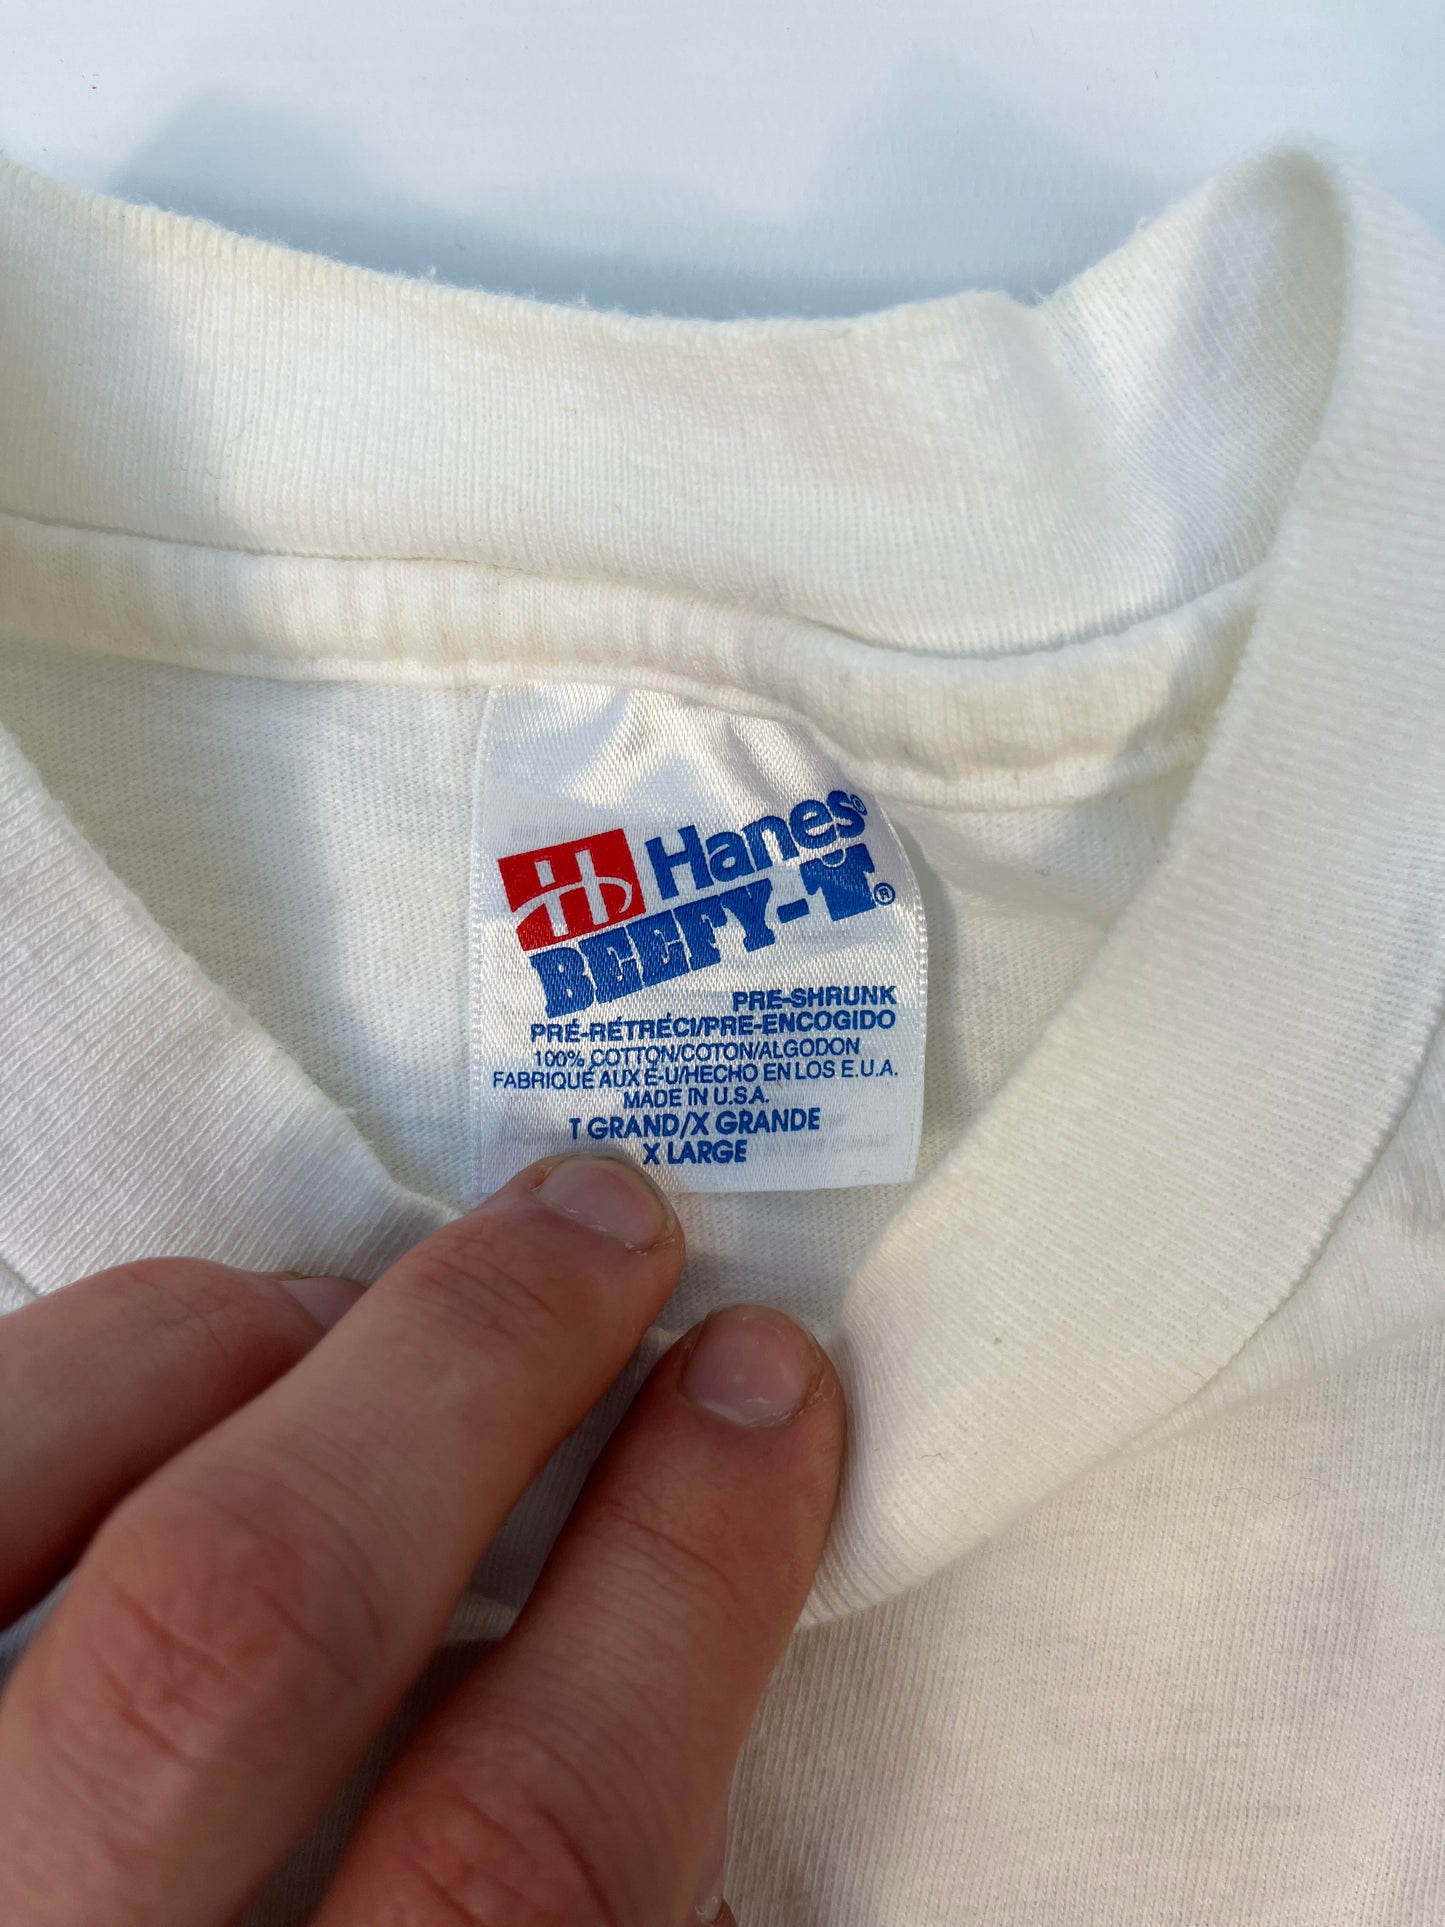 Hanes®
BEEFY-T®
PRE-SHRUNK
PRÉ-RÉTRÉCI/PRE-ENCOGIDO
100% COTTON/COTON/ALGODON
FABRIQUÉ AUX É-U/HECHO EN LOS E.U.A.
MADE IN U.S.A.
T GRAND/X GRANDE
X LARGE